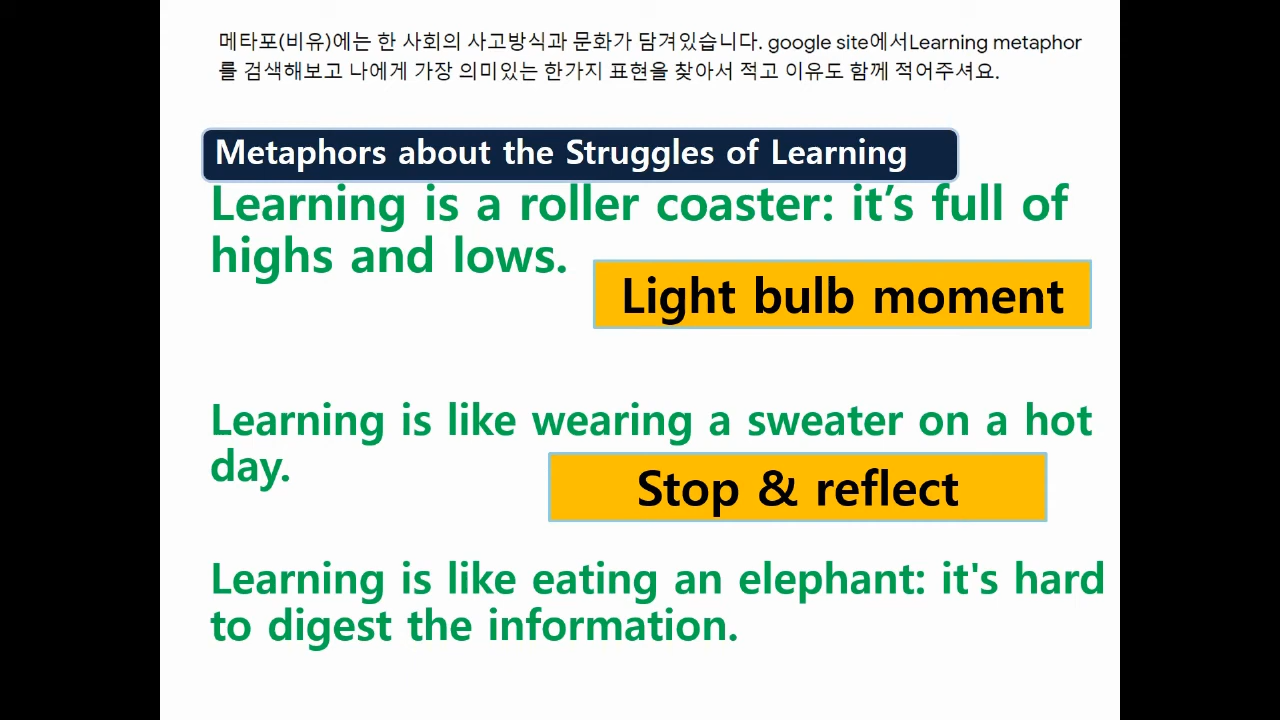 메타포(비유)에는 한 사회의 사고방식과 문화가 담겨있습니다. google site에서Learning metaphor
를 검색해보고 나에게 가장 의미있는 한가지 표현을 찾아서 적고 이유도 함께 적어주셔요.
Metaphors about the Struggles of Learning
Learning is a roller coaster: it’s full of
highs and lows.
Light bulb moment
Learning is like wearing a sweater on a hot
day.
Stop & reflect
Learning is like eating an elephant: it's hard
to digest the information.